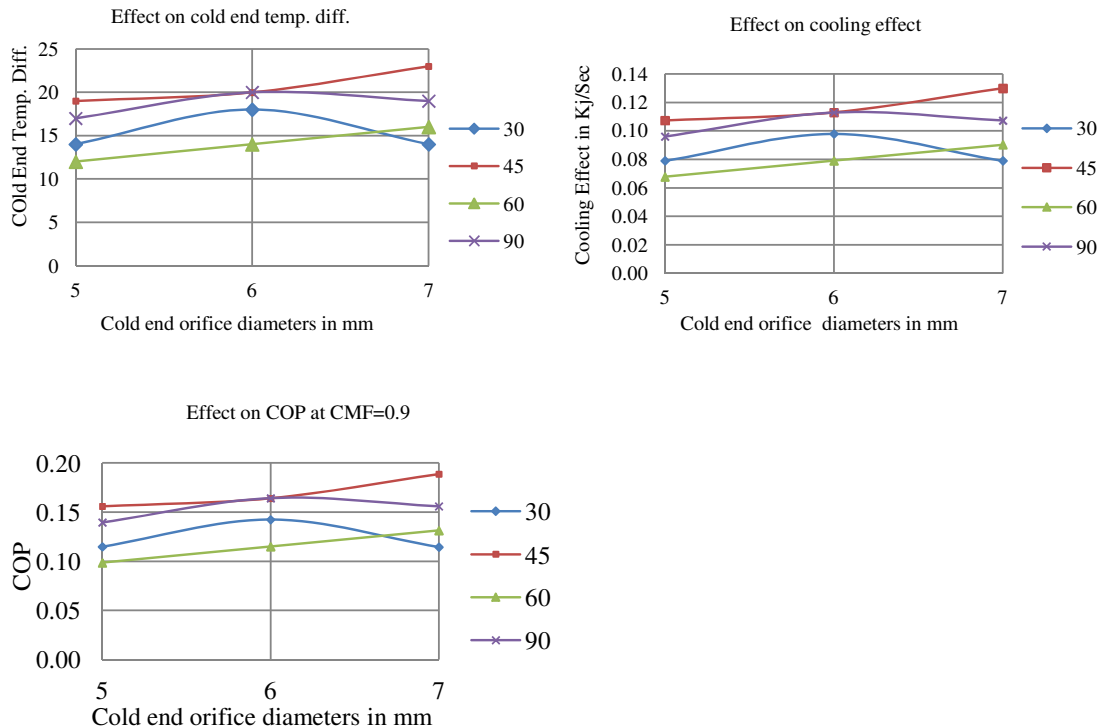 Effect on cold end temp. diff.
COld End Temp. Diff.
25
20
15
10
5
0
5 6 7
Cold end orifice diameters in mm
30
45
60
90
Effect on cooling effect
Cooling Effect in Kj/Sec
0.14
0.12
0.10
0.08
0.06
0.04
0.02
0.00
5 6 7
Cold end orifice diameters in mm
30
45
60
90
Effect on COP at CMF=0.9
COP
0.20
0.15
0.10
0.05
0.00
5 6 7
Cold end orifice diameters in mm
30
45
60
90